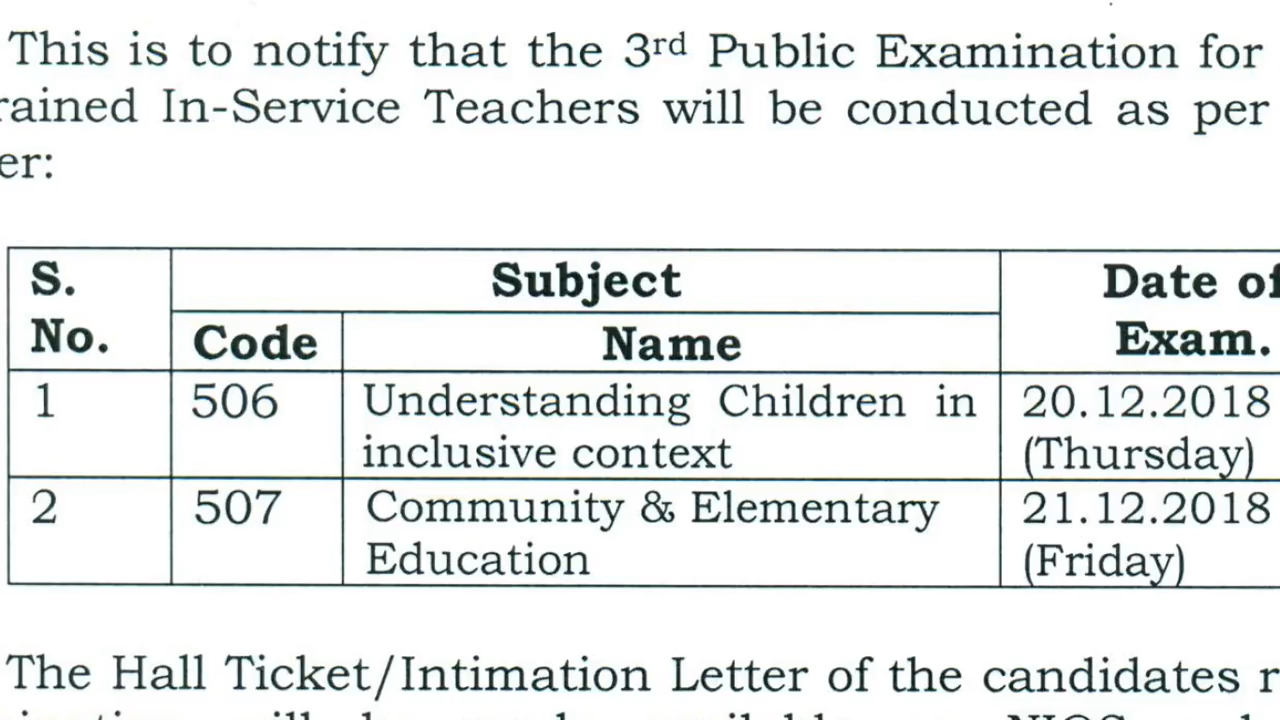 This is to notify that the 3rd Public Examination for
rained In-Service Teachers will be conducted as per
er:
S. No. Subject Date of Exam.
Code Name
1 506 Understanding Children in inclusive context 20.12.2018 (Thursday)
2 507 Community & Elementary Education 21.12.2018 (Friday)
The Hall Ticket/Intimation Letter of the candidates r